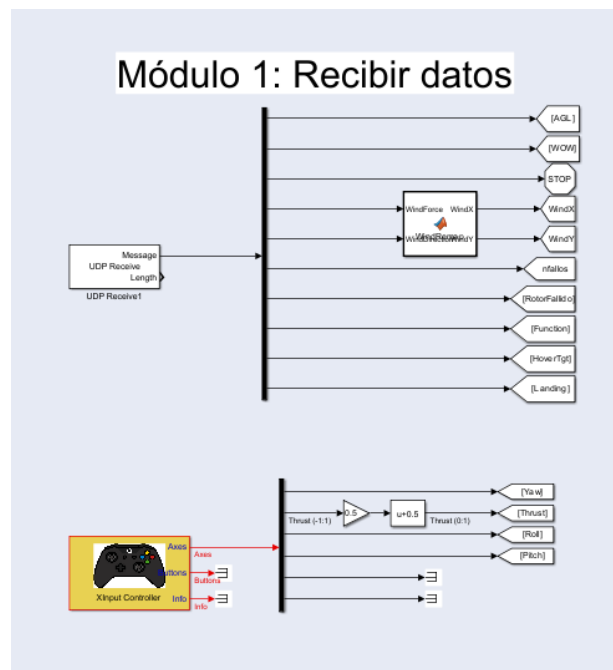 Módulo 1: Recibir datos
[AGL]
[WOW]
STOP
WindForce WindX
WindX
WindY
nfallos
Message
UDP Receive
Length
UDP Receive1
[RotorFallido]
[Function]
[HoverTgt]
[Landing]
[Yaw]
Thrust (-1:1)
0.5
u+0.5
Thrust (0:1)
[Thrust]
[Roll]
[Pitch]
Axes
Axes
Buttons
Buttons
Info
Info
XInput Controller